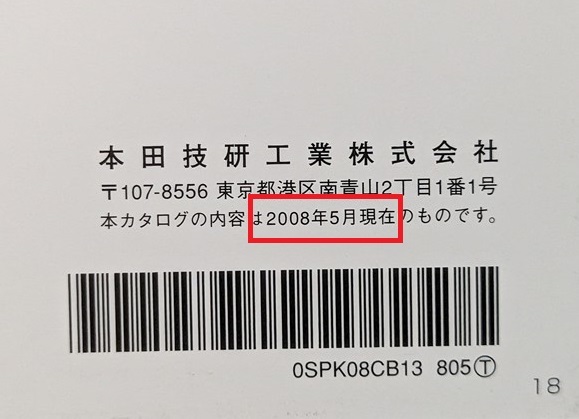 本田技研工業株式会社
〒107-8556 東京都港区南青山2丁目1番1号
本カタログの内容は2008年5月現在のものです。
0SPK08CB13 805Ⓣ
18